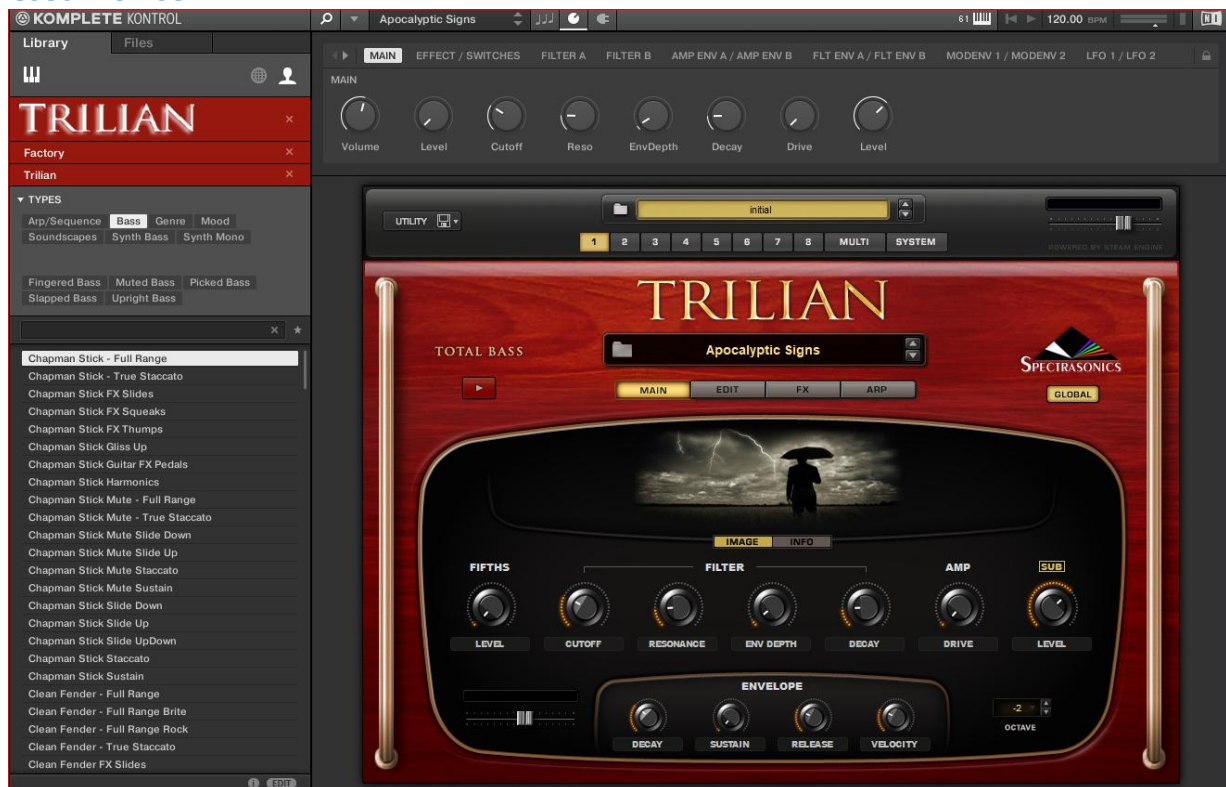 KOMPLETE KONTROL
Apocalyptic Signs
61
120.00 BPM
Library
Files
TRILIAN
Factory
Trilian
TYPES
Arp/Sequence Bass Genre Mood
Soundscapes Synth Bass Synth Mono
Fingered Bass Muted Bass Picked Bass
Slapped Bass Upright Bass
Chapman Stick - Full Range
Chapman Stick - True Staccato
Chapman Stick FX Slides
Chapman Stick FX Squeaks
Chapman Stick FX Thumps
Chapman Stick Gliss Up
Chapman Stick Guitar FX Pedals
Chapman Stick Harmonics
Chapman Stick Mute - Full Range
Chapman Stick Mute - True Staccato
Chapman Stick Mute Slide Down
Chapman Stick Mute Slide Up
Chapman Stick Mute Staccato
Chapman Stick Mute Sustain
Chapman Stick Slide Down
Chapman Stick Slide Up
Chapman Stick Slide UpDown
Chapman Stick Staccato
Chapman Stick Sustain
Clean Fender - Full Range
Clean Fender - Full Range Brite
Clean Fender - Full Range Rock
Clean Fender - True Staccato
Clean Fender FX Slides
EDIT
MAIN EFFECT / SWITCHES FILTER A FILTER B AMP ENV A / AMP ENV B FLT ENV A / FLT ENV B MODENV 1 / MODENV 2 LFO 1 / LFO 2
MAIN
Volume Level Cutoff Reso EnvDepth Decay Drive Level
UTILITY
initial
1 2 3 4 5 6 7 8 MULTI SYSTEM
POWERED BY STEAM ENGINE
TRILIAN
TOTAL BASS
Apocalyptic Signs
SPECTRASONICS
MAIN EDIT FX ARP
GLOBAL
IMAGE INFO
FIFTHS FILTER AMP SUB
LEVEL CUTOFF RESONANCE ENV DEPTH DECAY DRIVE LEVEL
ENVELOPE
DECAY SUSTAIN RELEASE VELOCITY
-2
OCTAVE